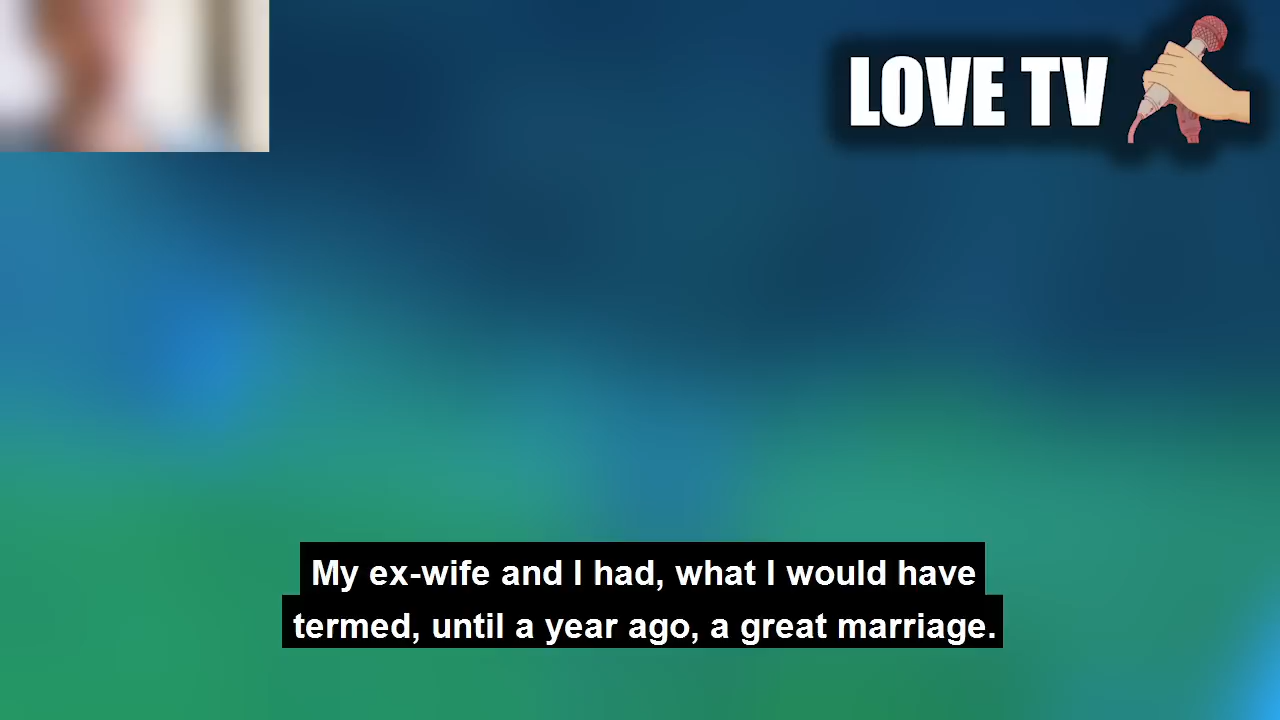 LOVE TV
My ex-wife and I had, what I would have
termed, until a year ago, a great marriage.